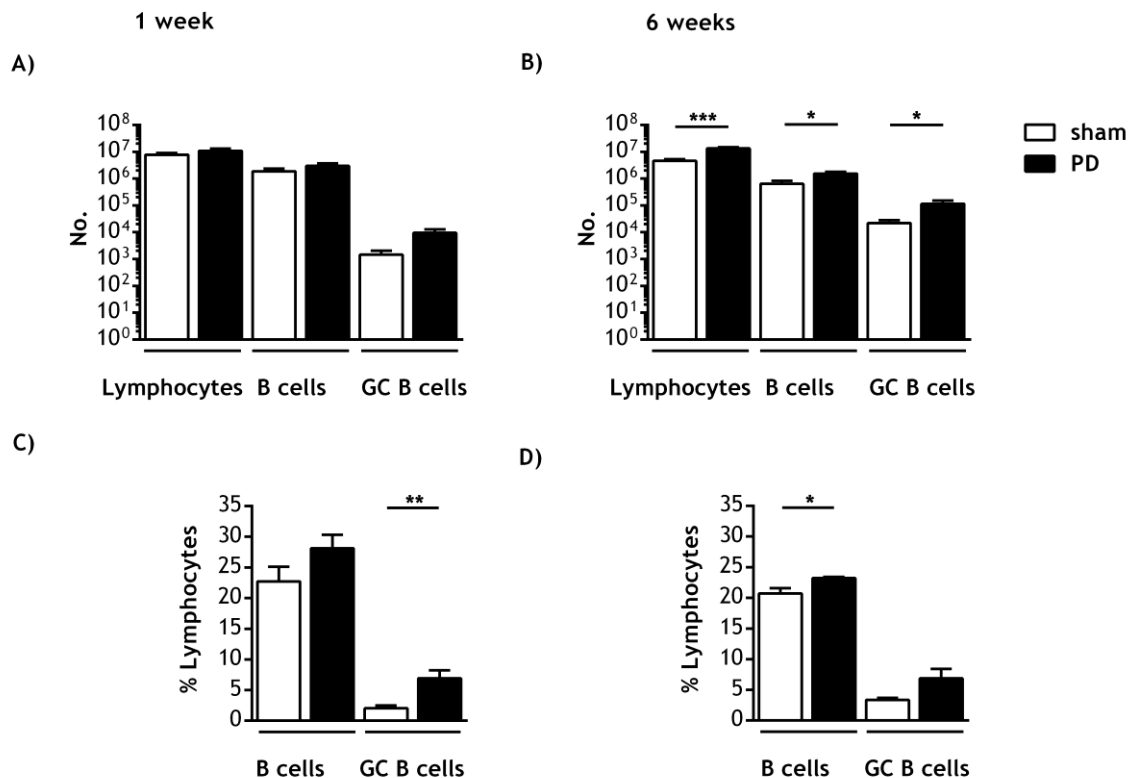 1 week
6 weeks
A)
B)
No.
10⁸
10⁷
10⁶
10⁵
10⁴
10³
10²
10¹
10⁰
Lymphocytes B cells GC B cells
No.
10⁸
10⁷
10⁶
10⁵
10⁴
10³
10²
10¹
10⁰
*** * *
Lymphocytes B cells GC B cells
sham
PD
C)
D)
% Lymphocytes
35
30
25
20
15
10
5
0
**
B cells GC B cells
% Lymphocytes
35
30
25
20
15
10
5
0
*
B cells GC B cells